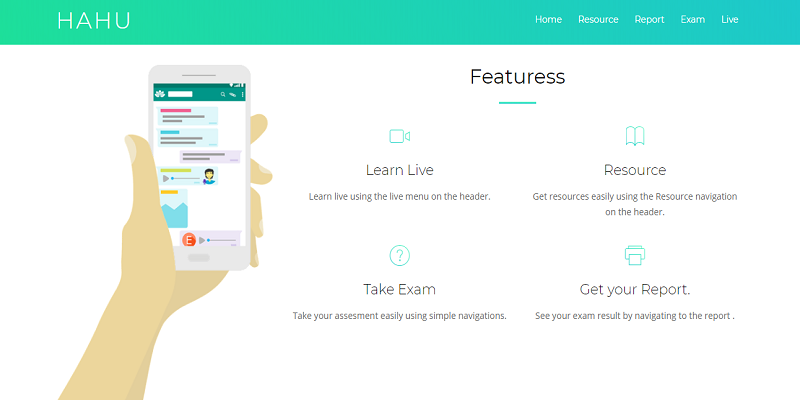 HAHU
Home Resource Report Exam Live
Featuress
Learn Live
Learn live using the live menu on the header.
Resource
Get resources easily using the Resource navigation
on the header.
Take Exam
Take your assesment easily using simple navigations.
Get your Report.
See your exam result by navigating to the report .
E